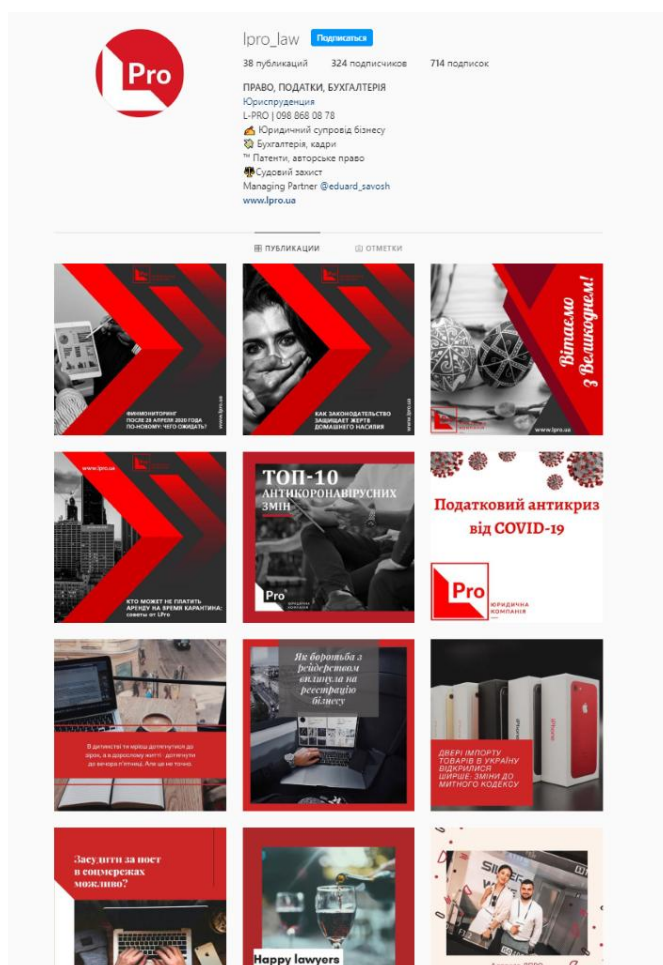 Pro
lpro_law Подписаться
38 публикаций 324 подписчиков 714 подписок
ПРАВО, ПОДАТКИ, БУХГАЛТЕРІЯ
Юриспруденция
L-PRO | 098 868 08 78
Юридичний супровід бізнесу
Бухгалтерія, кадри
™ Патенти, авторське право
Судовий захист
Managing Partner @eduard_savosh
www.lpro.ua
ПУБЛИКАЦИИ ОТМЕТКИ
ФИНМОНИТОРИНГ
ПОСЛЕ 28 АПРЕЛЯ 2020 ГОДА
ПО-НОВОМУ: ЧЕГО ОЖИДАТЬ?
www.lpro.ua
КАК ЗАКОНОДАТЕЛЬСТВО
ЗАЩИЩАЕТ ЖЕРТВ
ДОМАШНЕГО НАСИЛИЯ
www.lpro.ua
Вітаємо
з Великоднем!
www.lpro.ua
www.lpro.ua
КТО МОЖЕТ НЕ ПЛАТИТЬ
АРЕНДУ НА ВРЕМЯ КАРАНТИНА:
советы от LPro
ТОП-10
АНТИКОРОНАВІРУСНИХ
ЗМІН
Pro
Податковий антикриз
від COVID-19
Pro
ЮРИДИЧНА
КОМПАНІЯ
В дитинстві ти мрієш дотягнутися до
зірок, а в дорослому житті - дотягнути
до вечора п'ятниці. Але це не точно.
Як боротьба з
рейдерством
вплинула на
реєстрацію
бізнесу
iPhone
ДВЕРІ ІМПОРТУ
ТОВАРІВ В УКРАЇНУ
ВІДКРИЛИСЯ
ШИРШЕ: ЗМІНИ ДО
МИТНОГО КОДЕКСУ
Засудити за пост
в соцмережах
можливо?
Happy lawyers